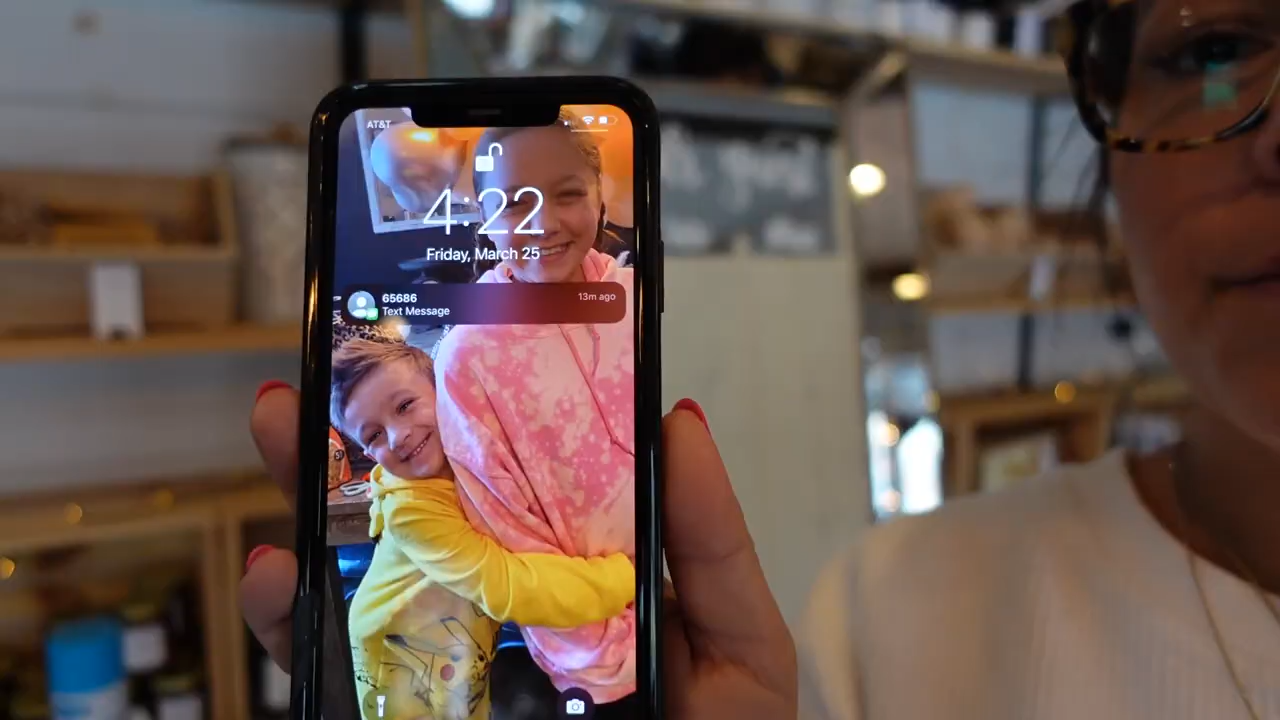 AT&T
4:22
Friday, March 25
65686
13m ago
Text Message